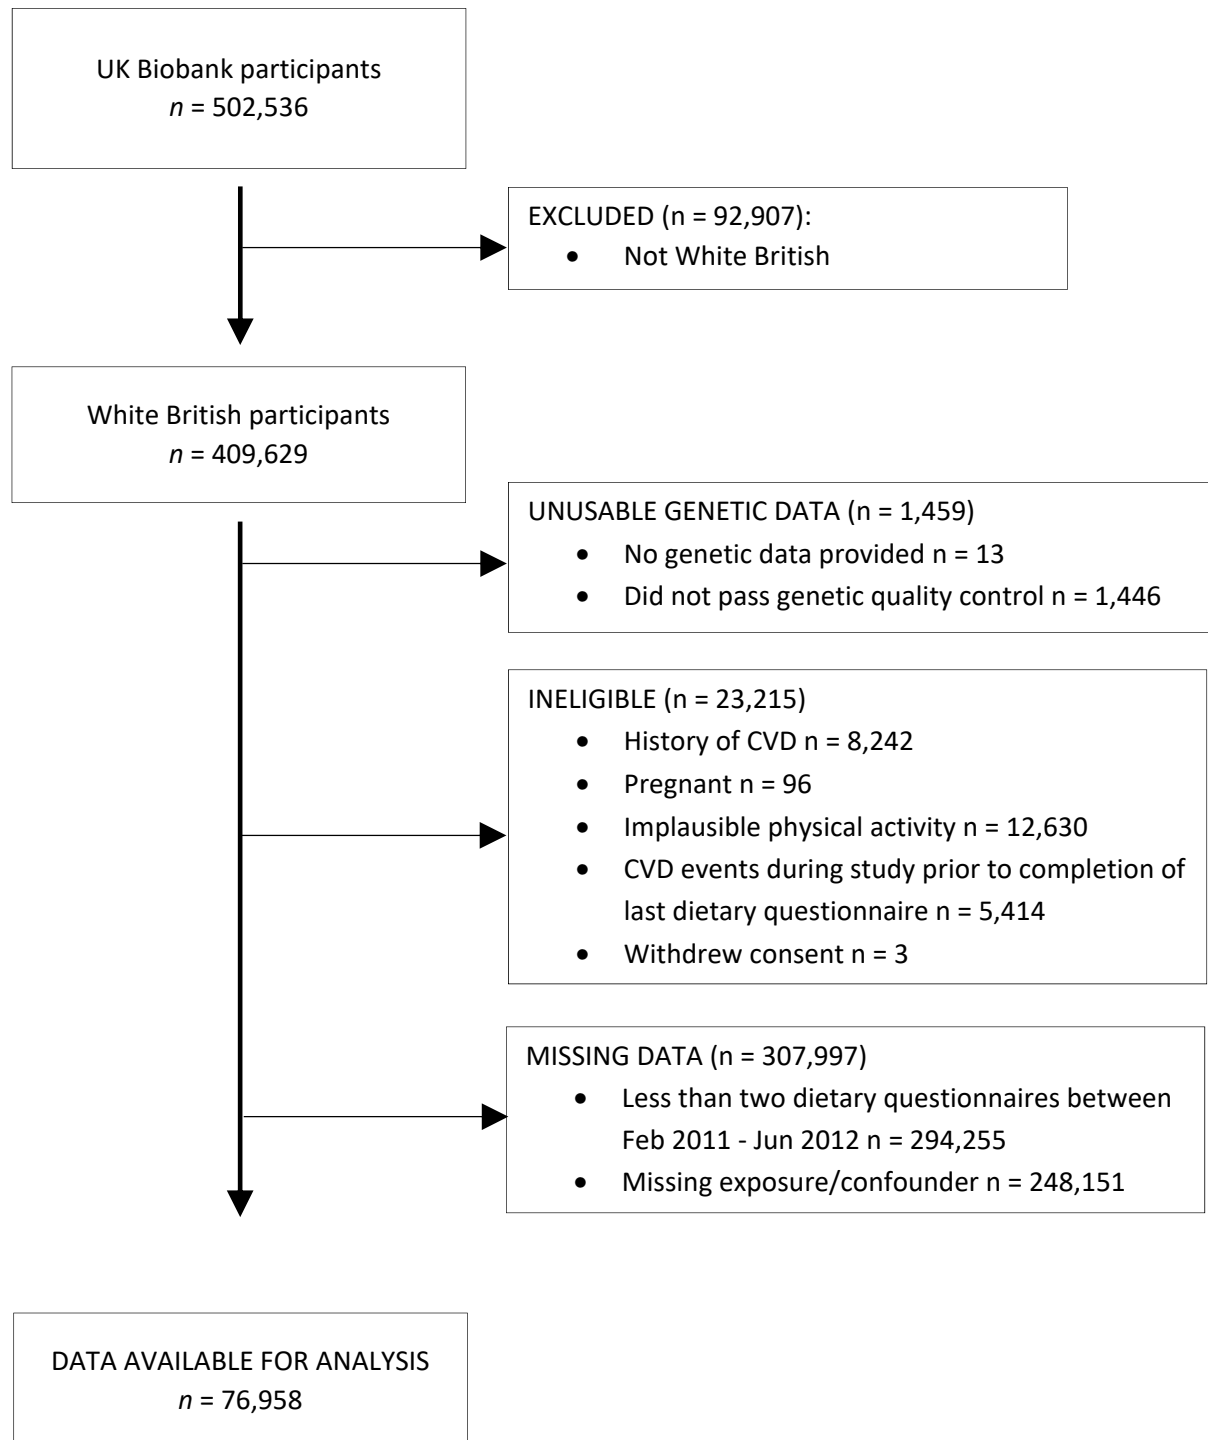 UK Biobank participants
n = 502,536
EXCLUDED (n = 92,907):
• Not White British
White British participants
n = 409,629
UNUSABLE GENETIC DATA (n = 1,459)
• No genetic data provided n = 13
• Did not pass genetic quality control n = 1,446
INELIGIBLE (n = 23,215)
• History of CVD n = 8,242
• Pregnant n = 96
• Implausible physical activity n = 12,630
• CVD events during study prior to completion of
last dietary questionnaire n = 5,414
• Withdrew consent n = 3
MISSING DATA (n = 307,997)
• Less than two dietary questionnaires between
Feb 2011 - Jun 2012 n = 294,255
• Missing exposure/confounder n = 248,151
DATA AVAILABLE FOR ANALYSIS
n = 76,958